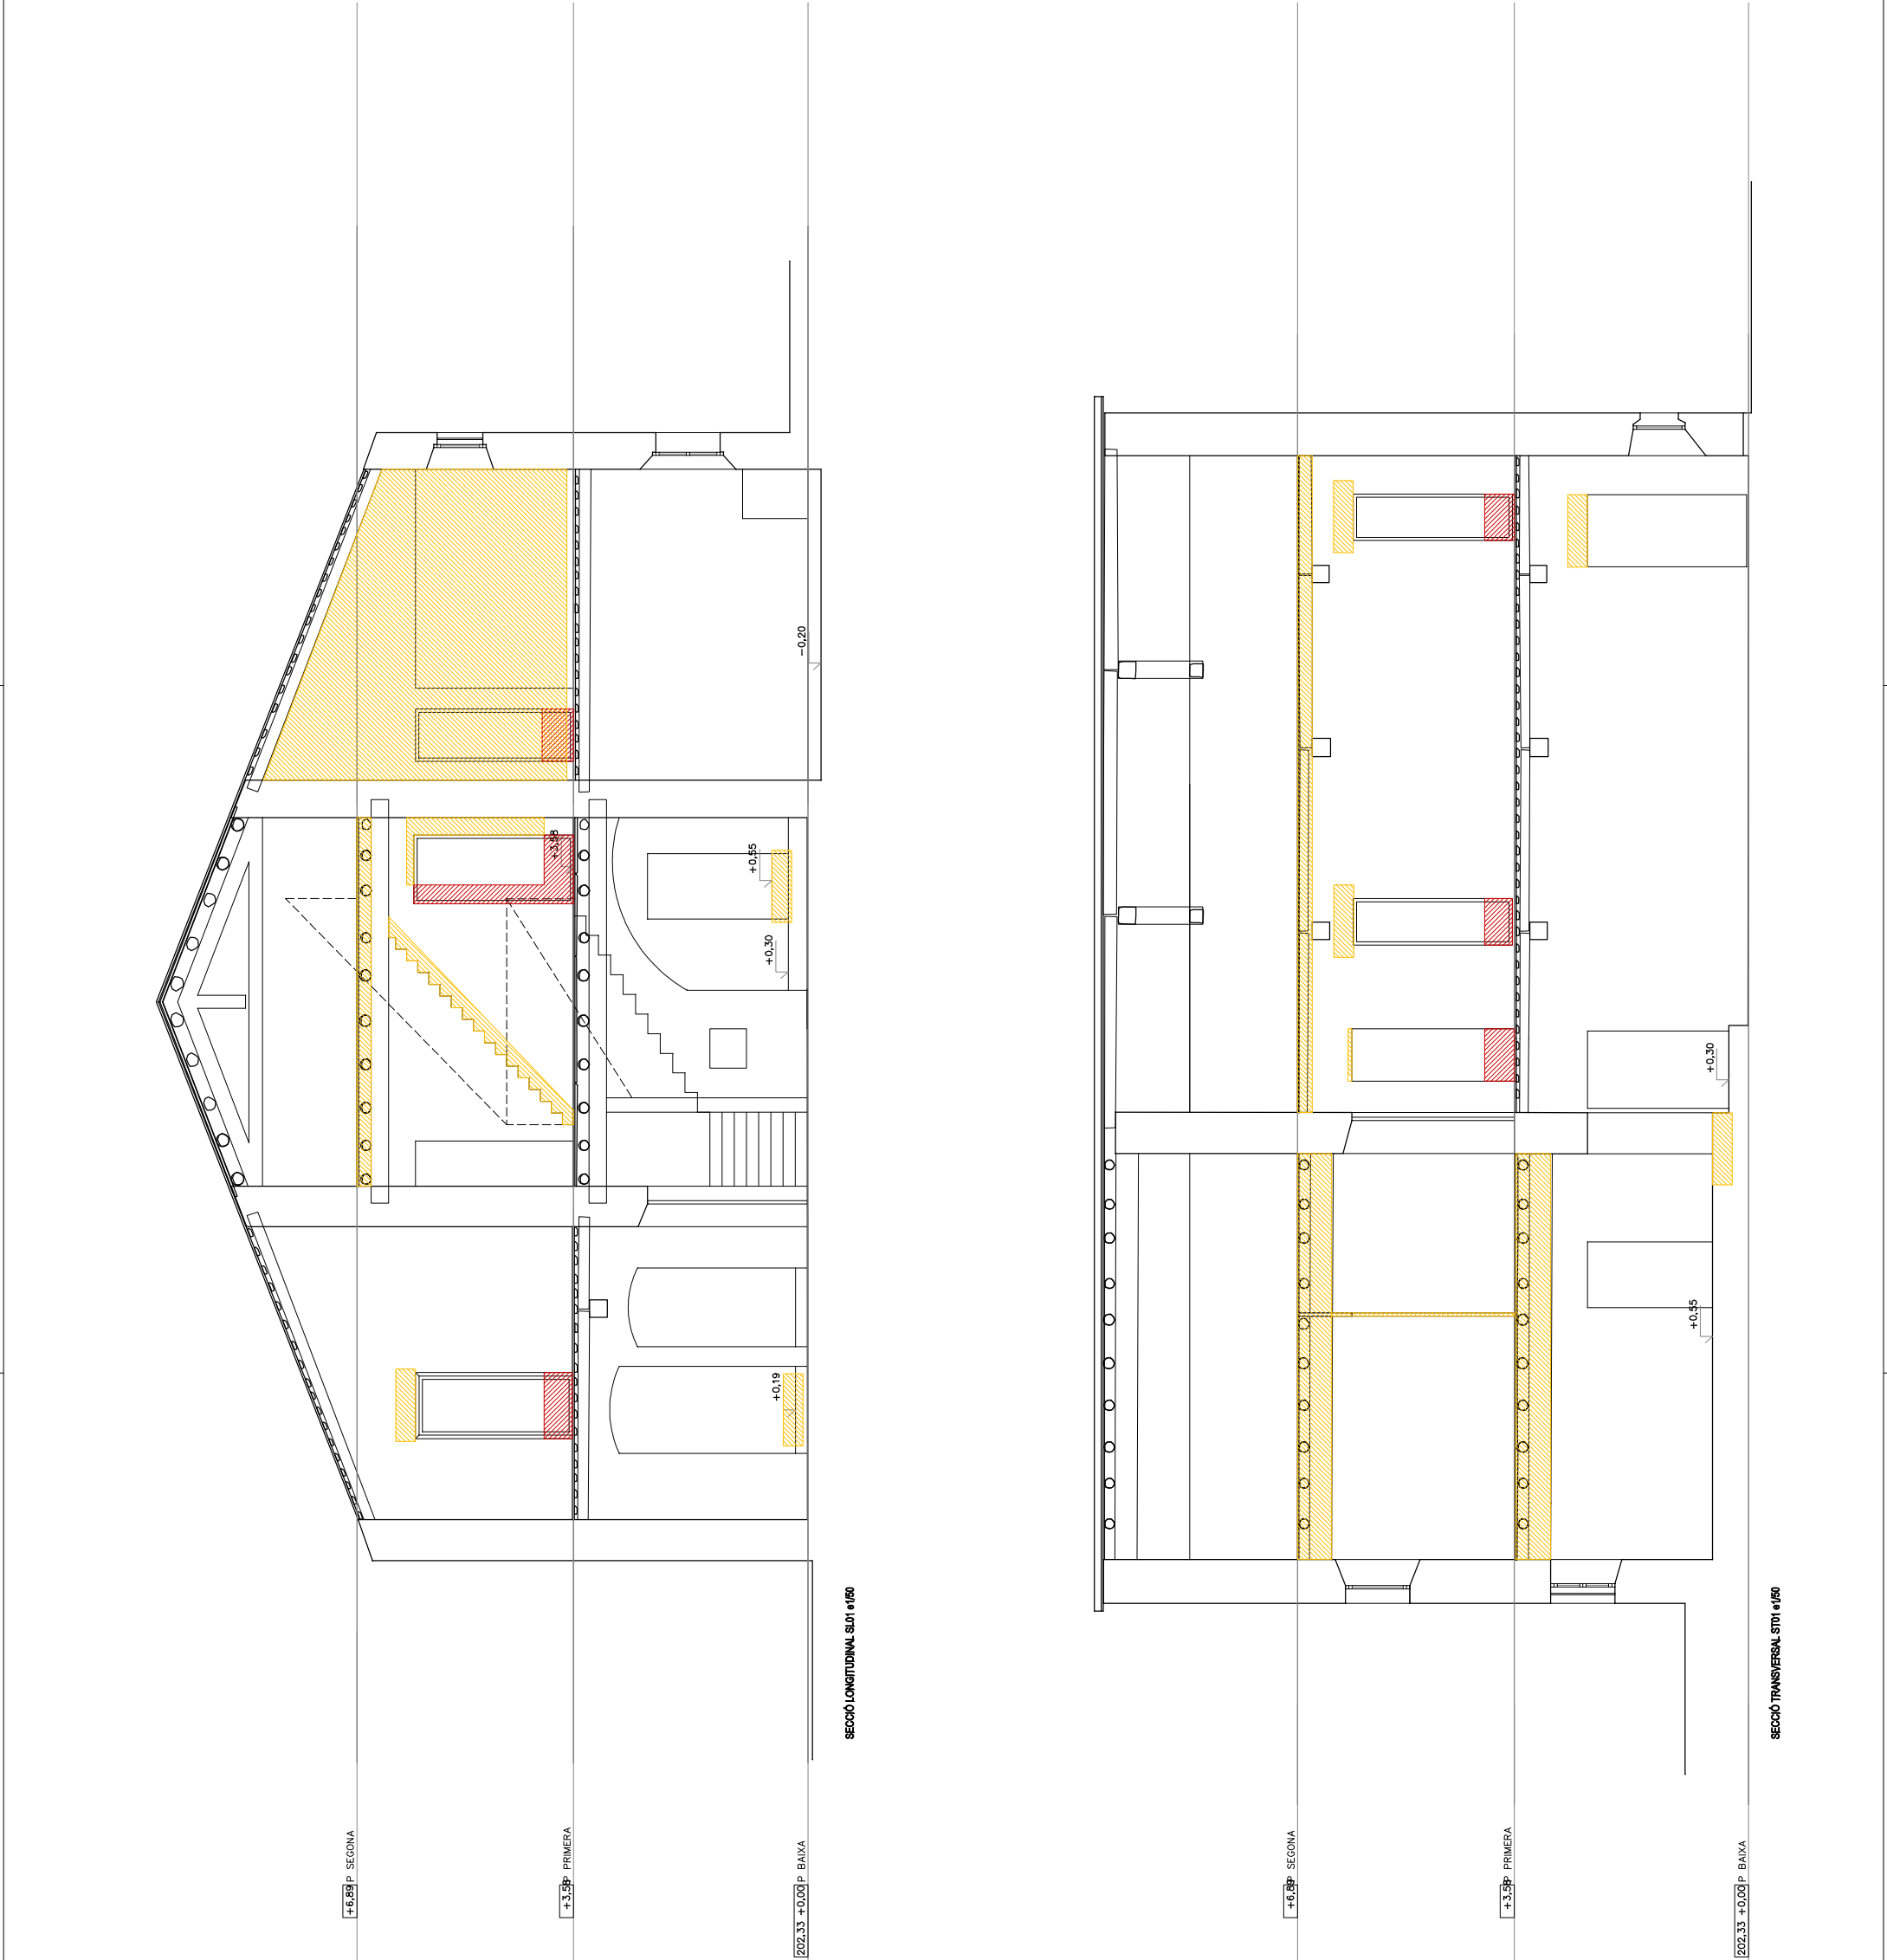 +6,89 P SEGONA
+3,58 P PRIMERA
202,33 +0,00 P BAIXA
SECCIÓ LONGITUDINAL SL01 e1/50
+0,19
+0,30
+0,55
+3,58
-0,20
+6,89 P SEGONA
+3,58 P PRIMERA
202,33 +0,00 P BAIXA
SECCIÓ TRANSVERSAL ST01 e1/50
+0,55
+0,30